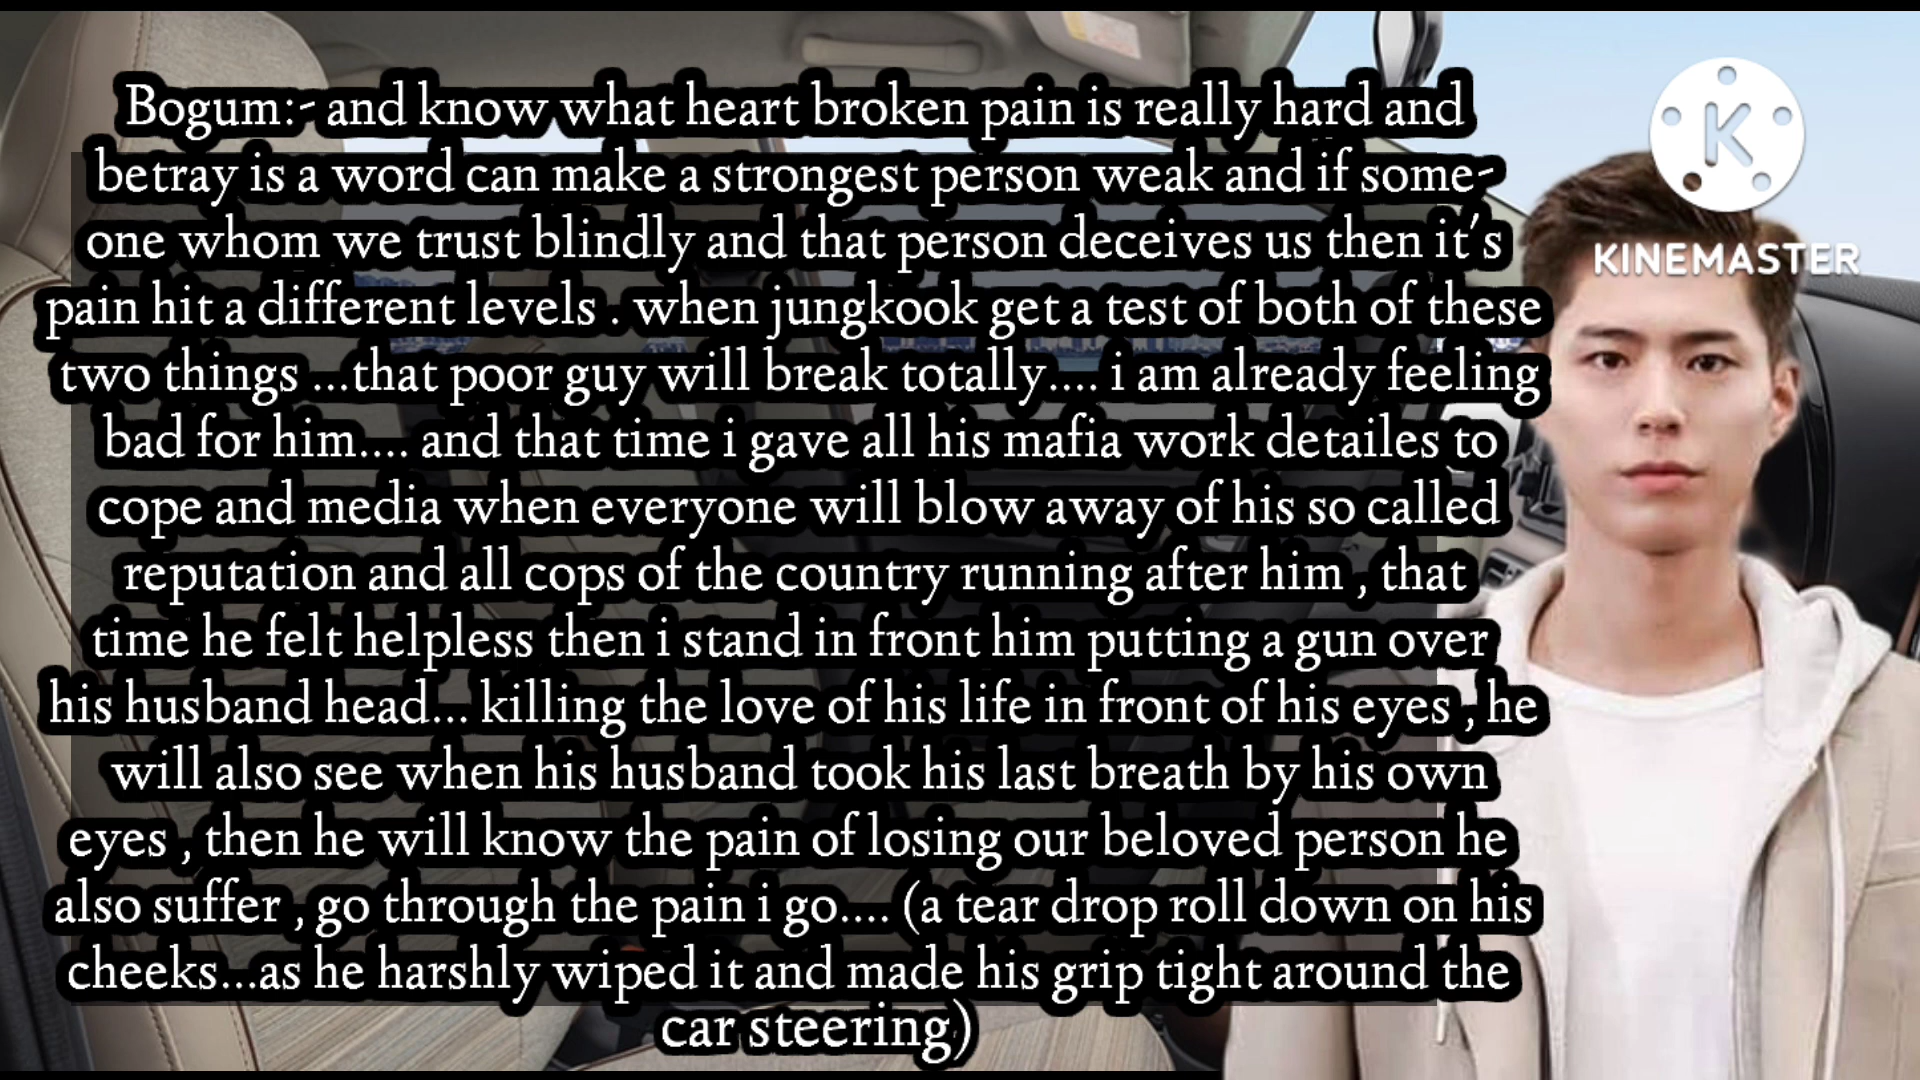 Bogum:- and know what heart broken pain is really hard and
betray is a word can make a strongest person weak and if some-
one whom we trust blindly and that person deceives us then it's
pain hit a different levels . when jungkook get a test of both of these
two things ...that poor guy will break totally.... i am already feeling
bad for him.... and that time i gave all his mafia work detailes to
cope and media when everyone will blow away of his so called
reputation and all cops of the country running after him , that
time he felt helpless then i stand in front him putting a gun over
his husband head... killing the love of his life in front of his eyes , he
will also see when his husband took his last breath by his own
eyes , then he will know the pain of losing our beloved person he
also suffer , go through the pain i go.... (a tear drop roll down on his
cheeks...as he harshly wiped it and made his grip tight around the
car steering)
K
KINEMASTER